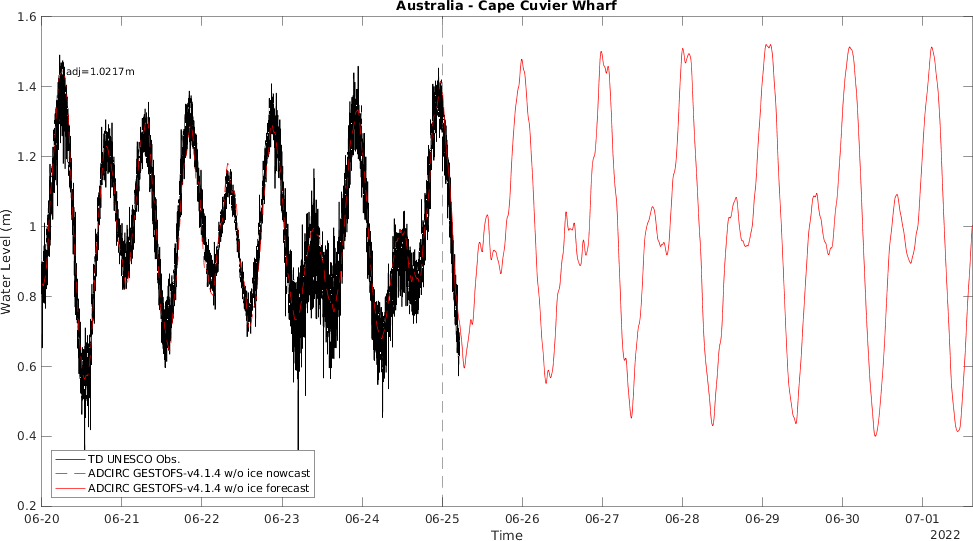 Australia - Cape Cuvier Wharf
1.6
1.4
1.2
1
0.8
0.6
0.4
0.2
Water Level (m)
adj=1.0217m
TD UNESCO Obs.
ADCIRC GESTOFS-v4.1.4 w/o ice nowcast
ADCIRC GESTOFS-v4.1.4 w/o ice forecast
06-20 06-21 06-22 06-23 06-24 06-25 06-26 06-27 06-28 06-29 06-30 07-01
Time
2022